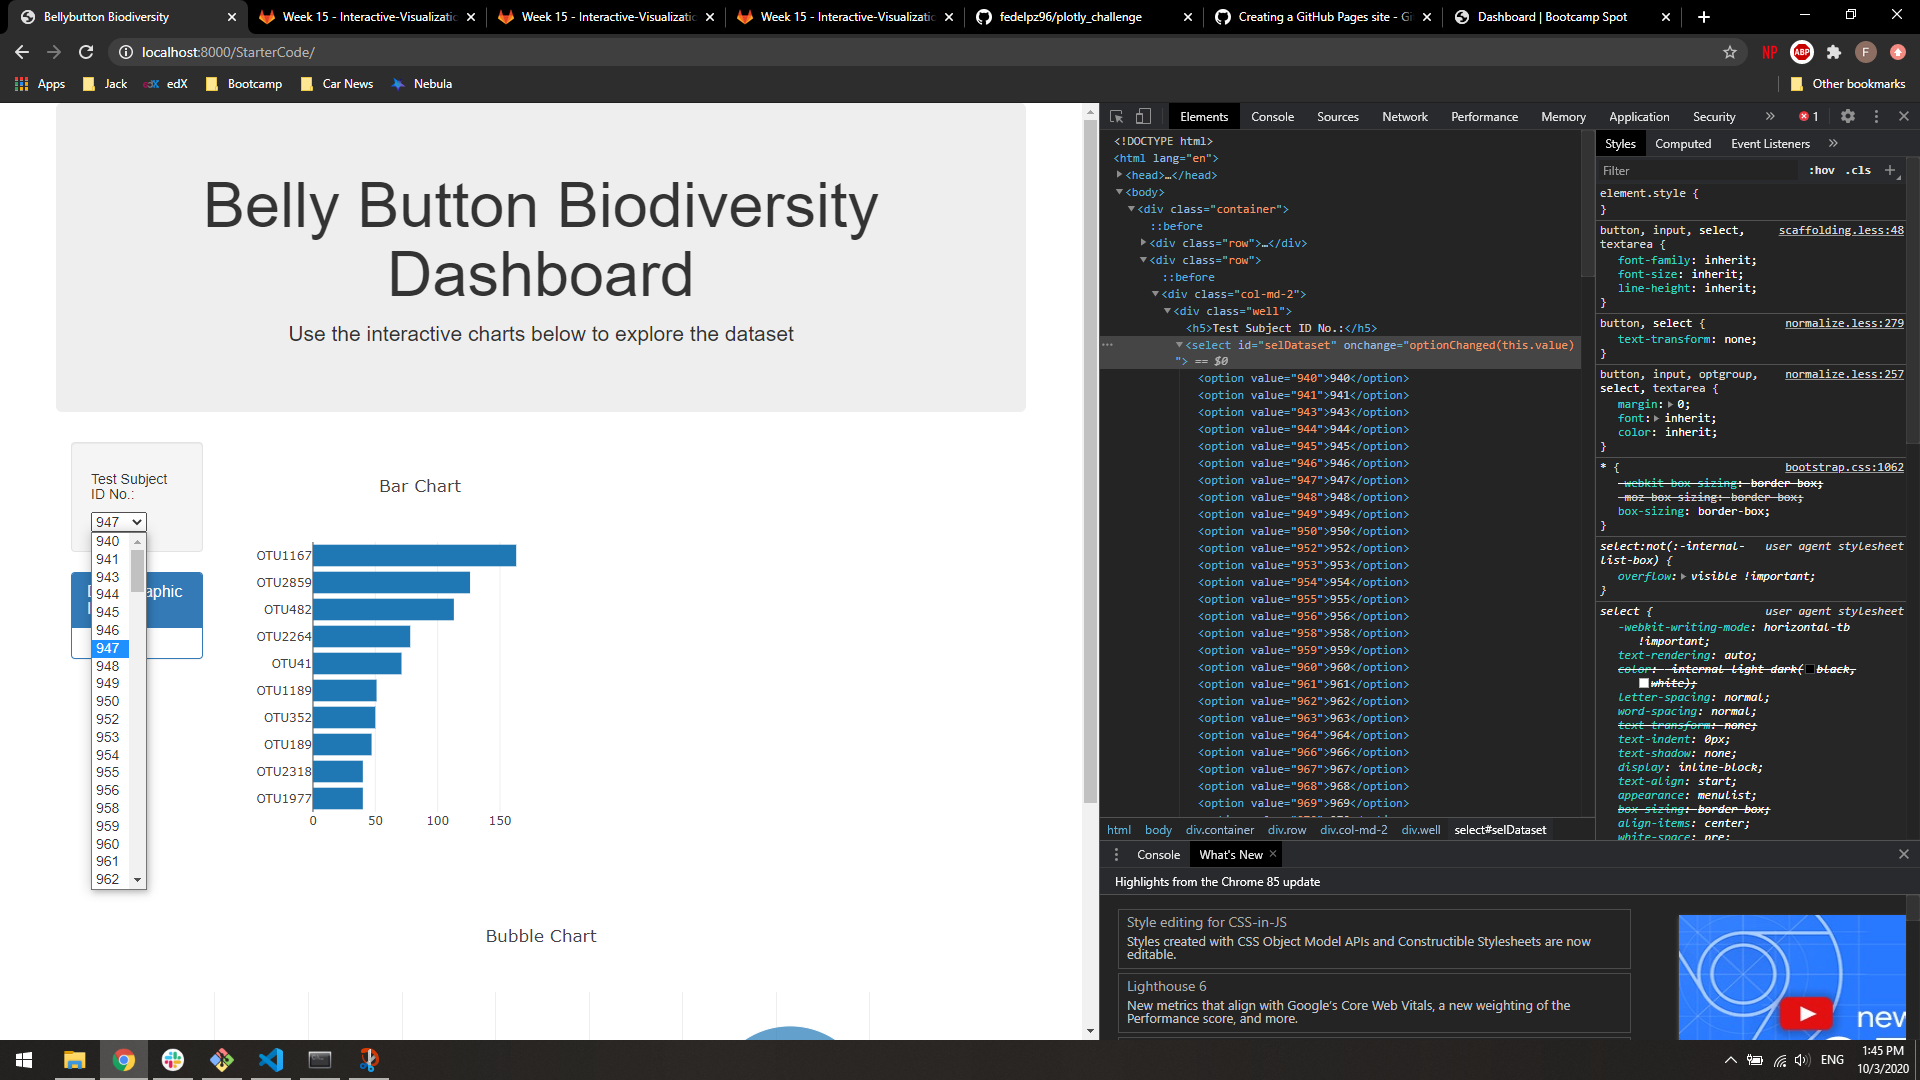 Bellybutton Biodiversity
Week 15 - Interactive-Visualizatio
Week 15 - Interactive-Visualizatio
Week 15 - Interactive-Visualizatio
fedelpz96/plotly_challenge
Creating a GitHub Pages site - Gi
Dashboard | Bootcamp Spot
localhost:8000/StarterCode/
NP
ABP
F
Apps
Jack
edX
edX
Bootcamp
Car News
Nebula
Other bookmarks
Belly Button Biodiversity
Dashboard
Use the interactive charts below to explore the dataset
Test Subject
ID No.:
947
940
941
943
944
945
946
947
948
949
950
952
953
954
955
956
958
959
960
961
962
D
aphic
Bar Chart
OTU1167
OTU2859
OTU482
OTU2264
OTU41
OTU1189
OTU352
OTU189
OTU2318
OTU1977
0 50 100 150
Bubble Chart
Elements Console Sources Network Performance Memory Application Security » 1
<!DOCTYPE html>
<html lang="en">
<head>…</head>
<body>
<div class="container">
::before
<div class="row">…</div>
<div class="row">
::before
<div class="col-md-2">
<div class="well">
<h5>Test Subject ID No.:</h5>
<select id="selDataset" onchange="optionChanged(this.value)
"> == $0
<option value="940">940</option>
<option value="941">941</option>
<option value="943">943</option>
<option value="944">944</option>
<option value="945">945</option>
<option value="946">946</option>
<option value="947">947</option>
<option value="948">948</option>
<option value="949">949</option>
<option value="950">950</option>
<option value="952">952</option>
<option value="953">953</option>
<option value="954">954</option>
<option value="955">955</option>
<option value="956">956</option>
<option value="958">958</option>
<option value="959">959</option>
<option value="960">960</option>
<option value="961">961</option>
<option value="962">962</option>
<option value="963">963</option>
<option value="964">964</option>
<option value="966">966</option>
<option value="967">967</option>
<option value="968">968</option>
<option value="969">969</option>
html body div.container div.row div.col-md-2 div.well select#selDataset
Styles Computed Event Listeners »
Filter :hov .cls +
element.style {
}
button, input, select, scaffolding.less:48
textarea {
font-family: inherit;
font-size: inherit;
line-height: inherit;
}
button, select { normalize.less:279
text-transform: none;
}
button, input, optgroup, normalize.less:257
select, textarea {
margin: 0;
font: inherit;
color: inherit;
}
* { bootstrap.css:1062
-webkit-box-sizing: border-box;
-moz-box-sizing: border-box;
box-sizing: border-box;
}
select:not(:-internal- user agent stylesheet
list-box) {
overflow: visible !important;
}
select { user agent stylesheet
-webkit-writing-mode: horizontal-tb
!important;
text-rendering: auto;
color: -internal-light-dark( black,
white);
letter-spacing: normal;
word-spacing: normal;
text-transform: none;
text-indent: 0px;
text-shadow: none;
display: inline-block;
text-align: start;
appearance: menulist;
box-sizing: border-box;
align-items: center;
white-space: pre;
Console What's New
Highlights from the Chrome 85 update
Style editing for CSS-in-JS
Styles created with CSS Object Model APIs and Constructible Stylesheets are now
editable.
Lighthouse 6
New metrics that align with Google's Core Web Vitals, a new weighting of the
Performance score, and more.
new
ENG
1:45 PM
10/3/2020